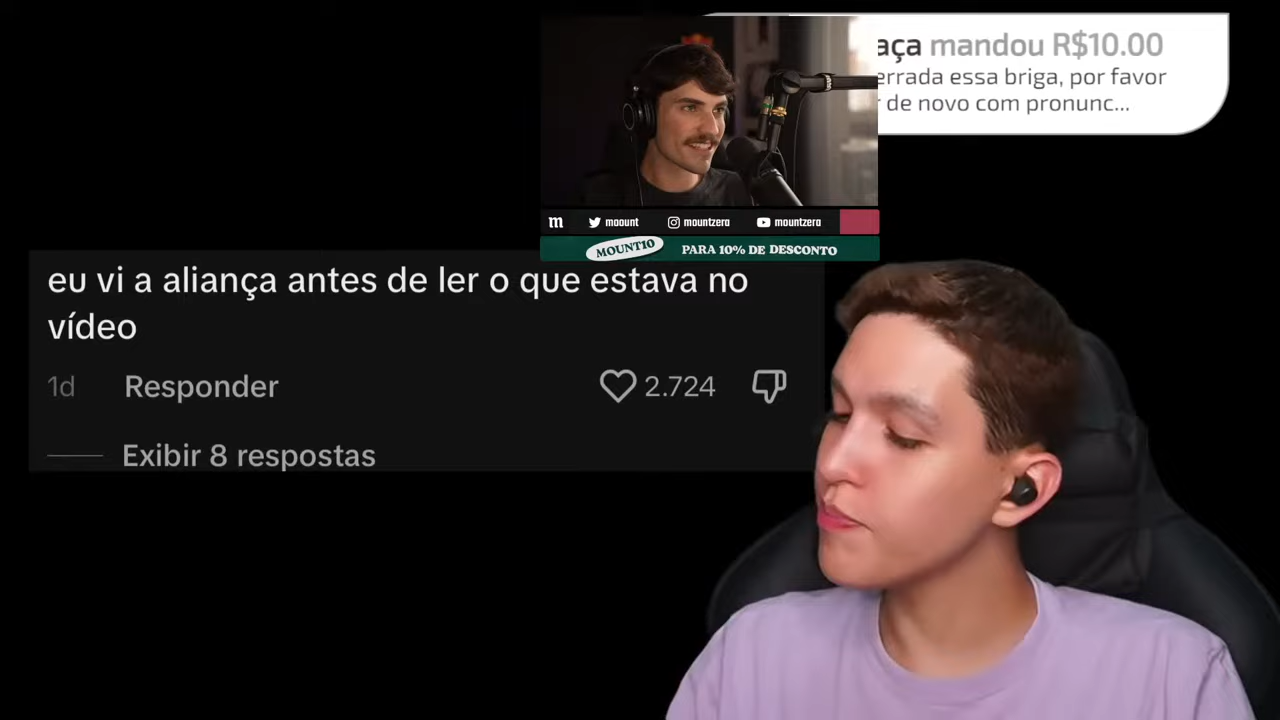 aça mandou R$10.00
errada essa briga, por favor
de novo com pronunc...
m moount mountzera mountzera
MOUNT10 PARA 10% DE DESCONTO
eu vi a aliança antes de ler o que estava no
vídeo
1d Responder 2.724
Exibir 8 respostas